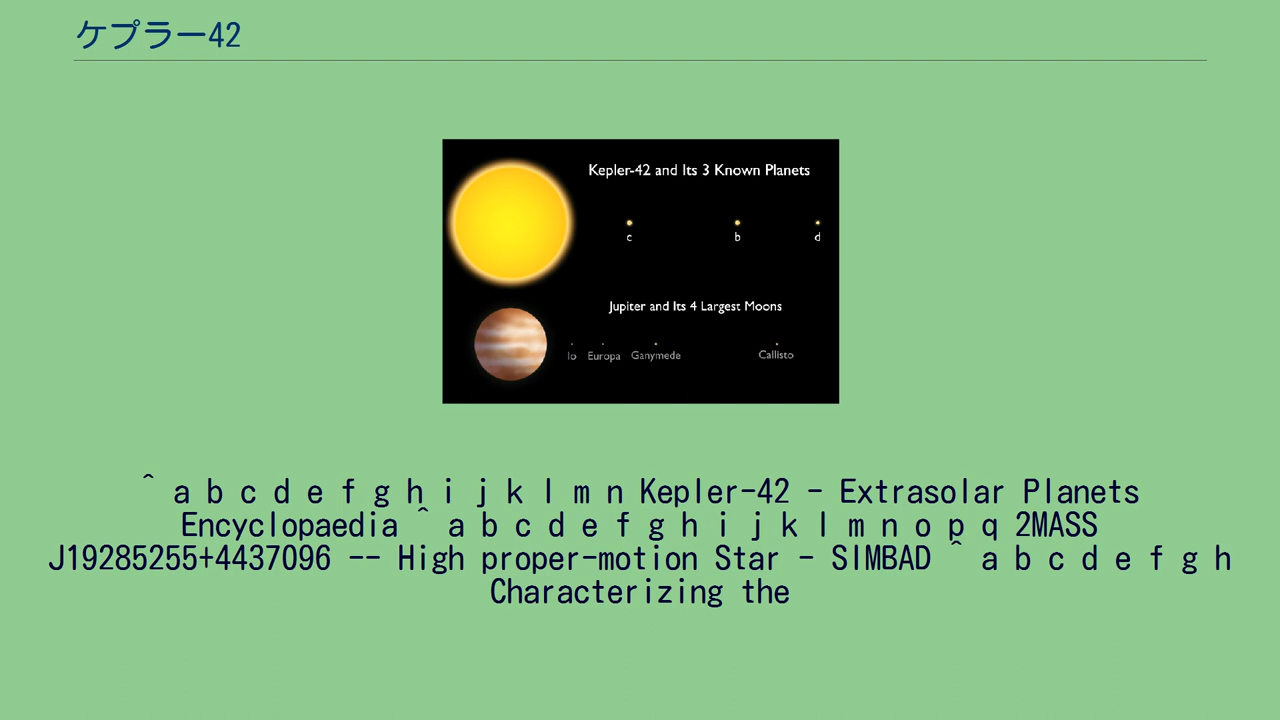 ケプラー42
Kepler-42 and Its 3 Known Planets
c b d
Jupiter and Its 4 Largest Moons
Io Europa Ganymede Callisto
^ a b c d e f g h i j k l m n Kepler-42 - Extrasolar Planets
Encyclopaedia ^ a b c d e f g h i j k l m n o p q 2MASS
J19285255+4437096 -- High proper-motion Star - SIMBAD ^ a b c d e f g h
Characterizing the